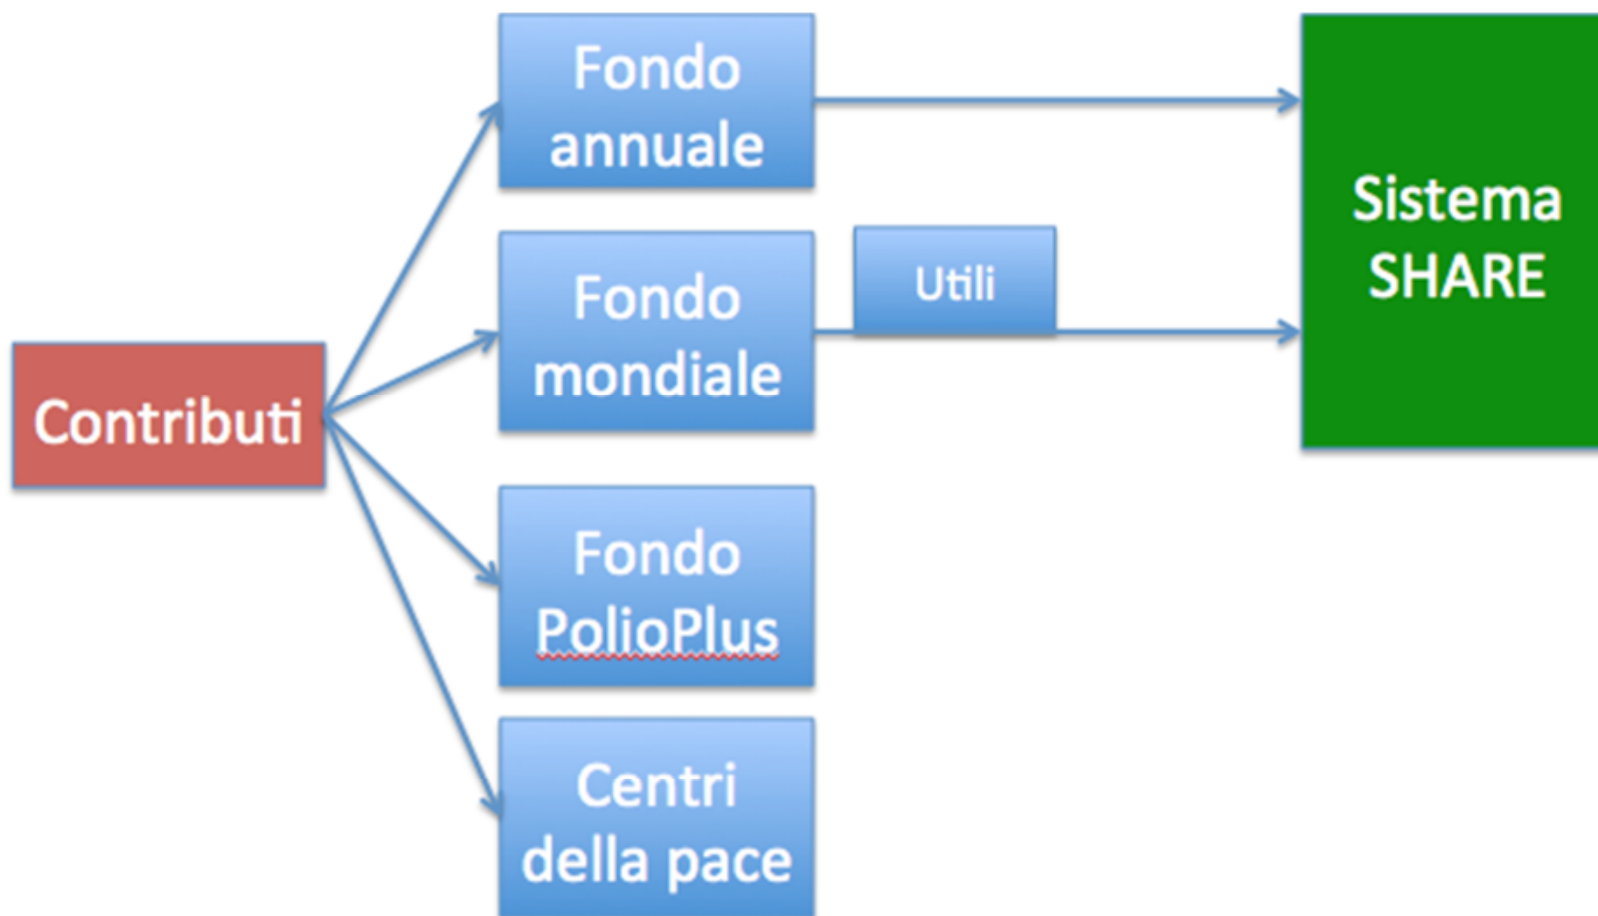 Fondo
annuale
Sistema
SHARE
Utili
Fondo
mondiale
Contributi
Fondo
PolioPlus
Centri
della pace